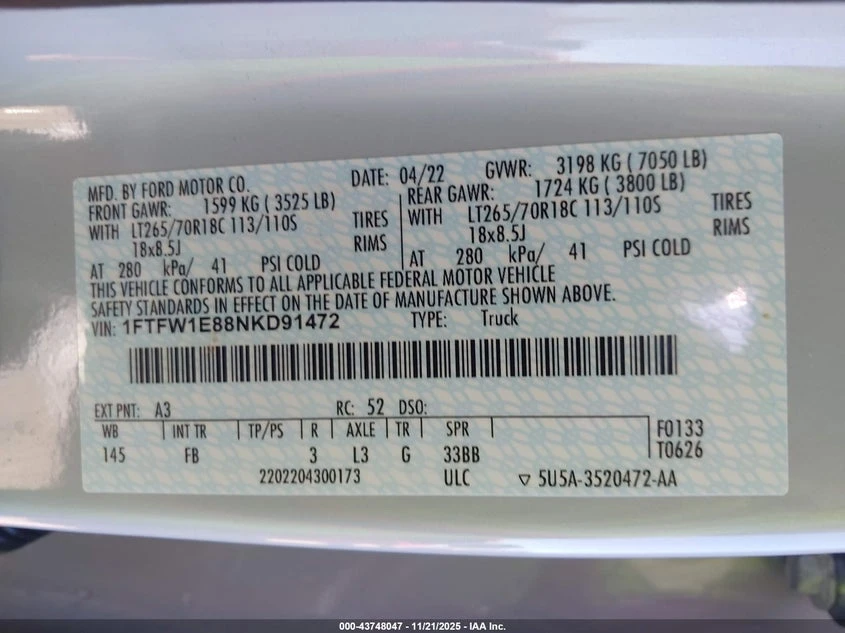 MFD. BY FORD MOTOR CO. DATE: 04/22 GVWR: 3198 KG ( 7050 LB)
FRONT GAWR: 1599 KG ( 3525 LB) REAR GAWR: 1724 KG ( 3800 LB)
WITH LT265/70R18C 113/110S TIRES WITH LT265/70R18C 113/110S TIRES
18x8.5J RIMS 18x8.5J RIMS
AT 280 kPa/ 41 PSI COLD AT 280 kPa/ 41 PSI COLD
THIS VEHICLE CONFORMS TO ALL APPLICABLE FEDERAL MOTOR VEHICLE
SAFETY STANDARDS IN EFFECT ON THE DATE OF MANUFACTURE SHOWN ABOVE.
VIN: 1FTFW1E88NKD91472 TYPE: Truck
EXT PNT: A3 RC: 52 DSO:
WB INT TR TP/PS R AXLE TR SPR F0133
145 FB 3 L3 G 33BB T0626
2202204300173 ULC ▽ 5U5A-3520472-AA
000-43748047 - 11/21/2025 - IAA Inc.